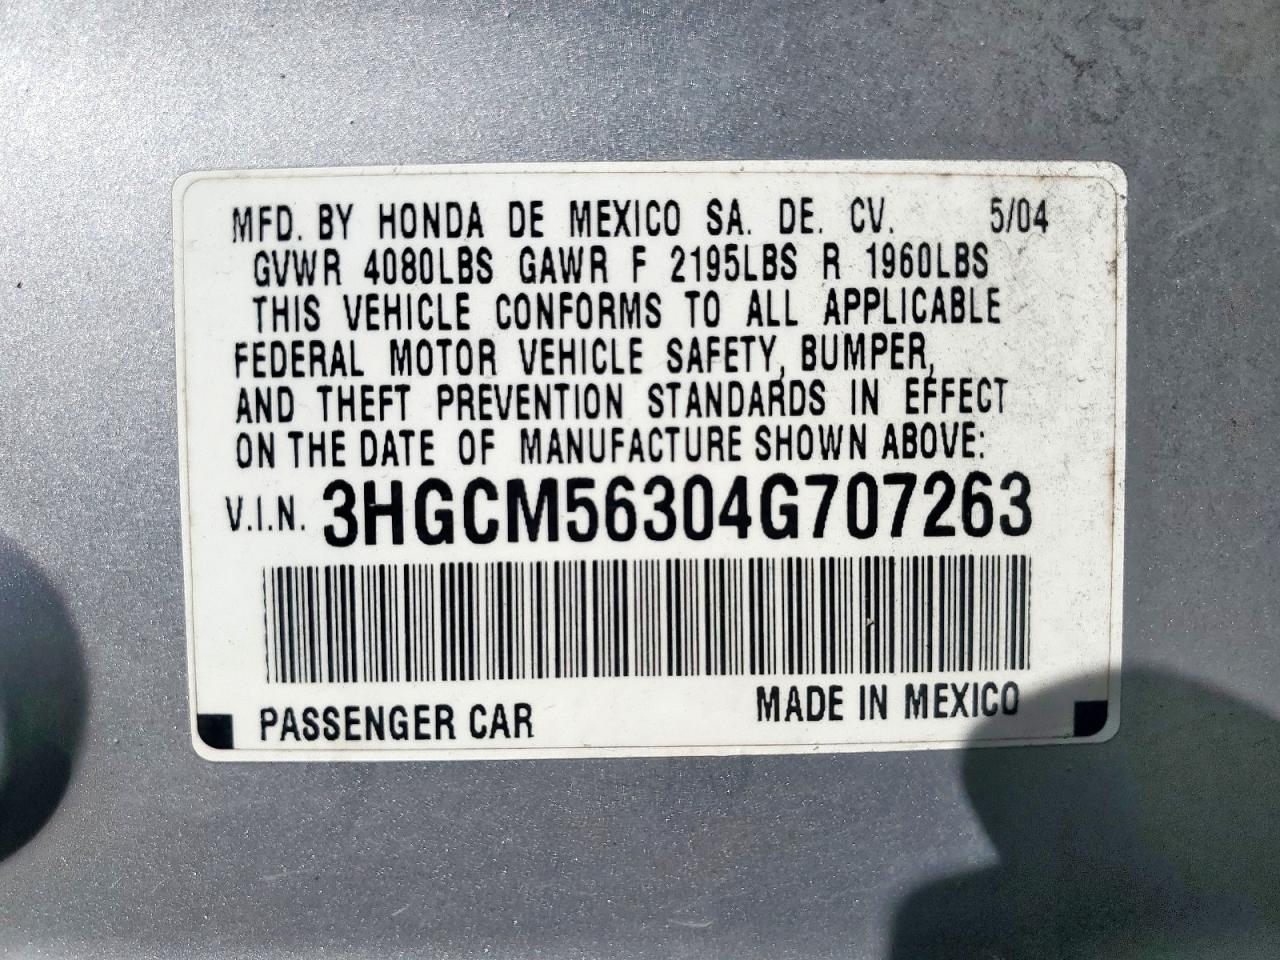 MFD. BY HONDA DE MEXICO SA. DE. CV. 5/04
GVWR 4080LBS GAWR F 2195LBS R 1960LBS
THIS VEHICLE CONFORMS TO ALL APPLICABLE
FEDERAL MOTOR VEHICLE SAFETY, BUMPER,
AND THEFT PREVENTION STANDARDS IN EFFECT
ON THE DATE OF MANUFACTURE SHOWN ABOVE:
V.I.N. 3HGCM56304G707263
PASSENGER CAR MADE IN MEXICO